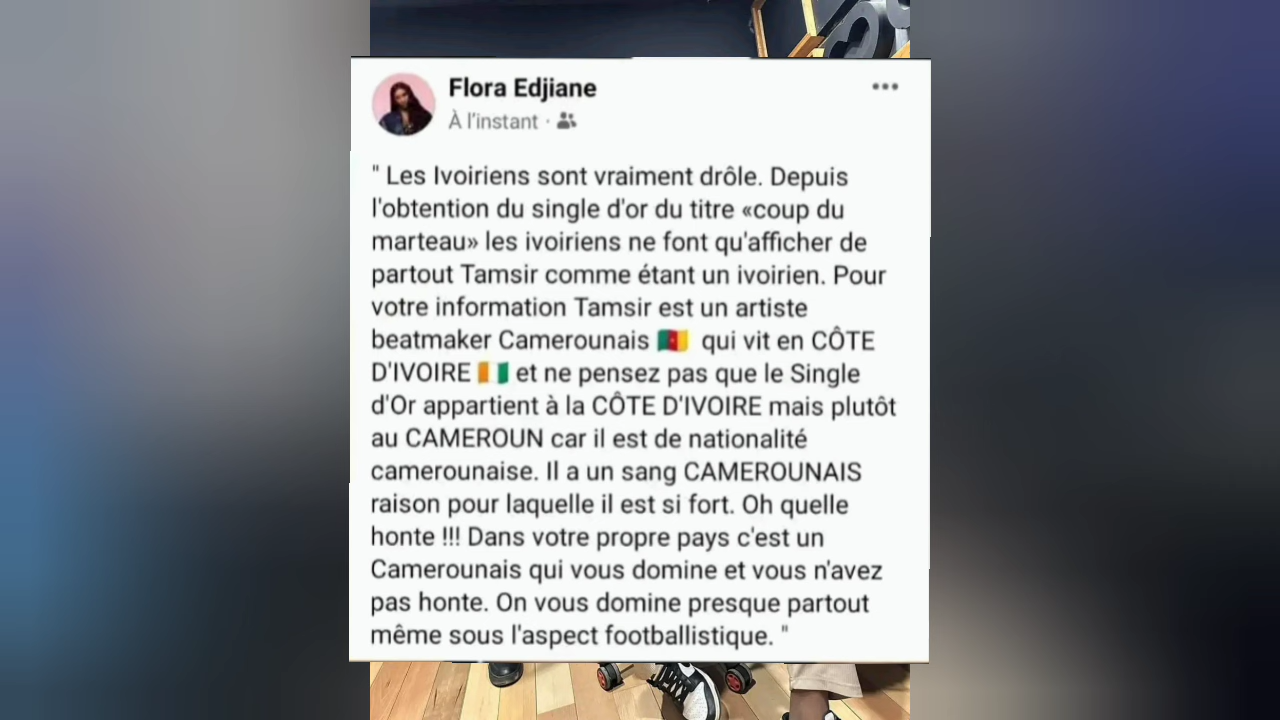 Flora Edjiane
À l'instant ·
" Les Ivoiriens sont vraiment drôle. Depuis
l'obtention du single d'or du titre «coup du
marteau» les ivoiriens ne font qu'afficher de
partout Tamsir comme étant un ivoirien. Pour
votre information Tamsir est un artiste
beatmaker Camerounais 🇨🇲 qui vit en CÔTE
D'IVOIRE 🇨🇮 et ne pensez pas que le Single
d'Or appartient à la CÔTE D'IVOIRE mais plutôt
au CAMEROUN car il est de nationalité
camerounaise. Il a un sang CAMEROUNAIS
raison pour laquelle il est si fort. Oh quelle
honte !!! Dans votre propre pays c'est un
Camerounais qui vous domine et vous n'avez
pas honte. On vous domine presque partout
même sous l'aspect footballistique. "